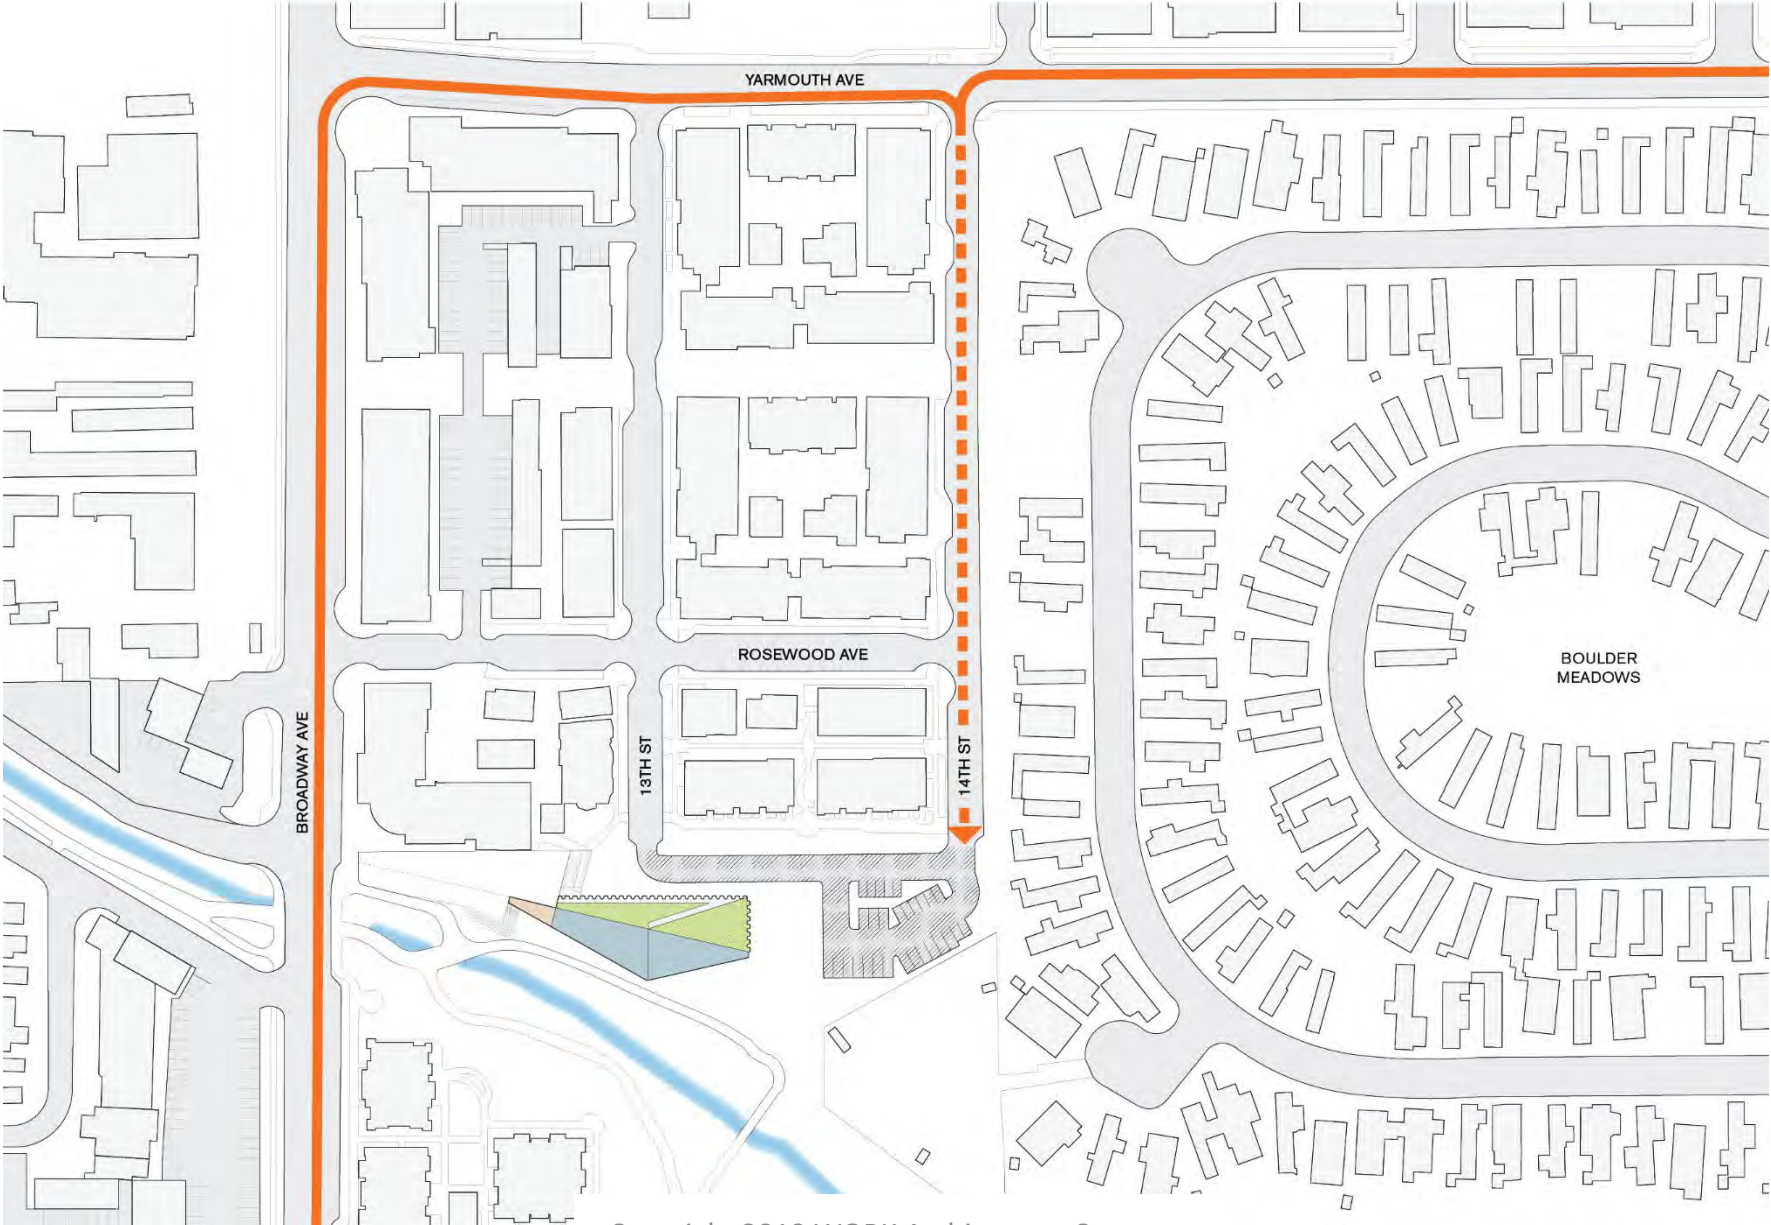 YARMOUTH AVE
ROSEWOOD AVE
BOULDER
MEADOWS
BROADWAY AVE
13TH ST
14TH ST